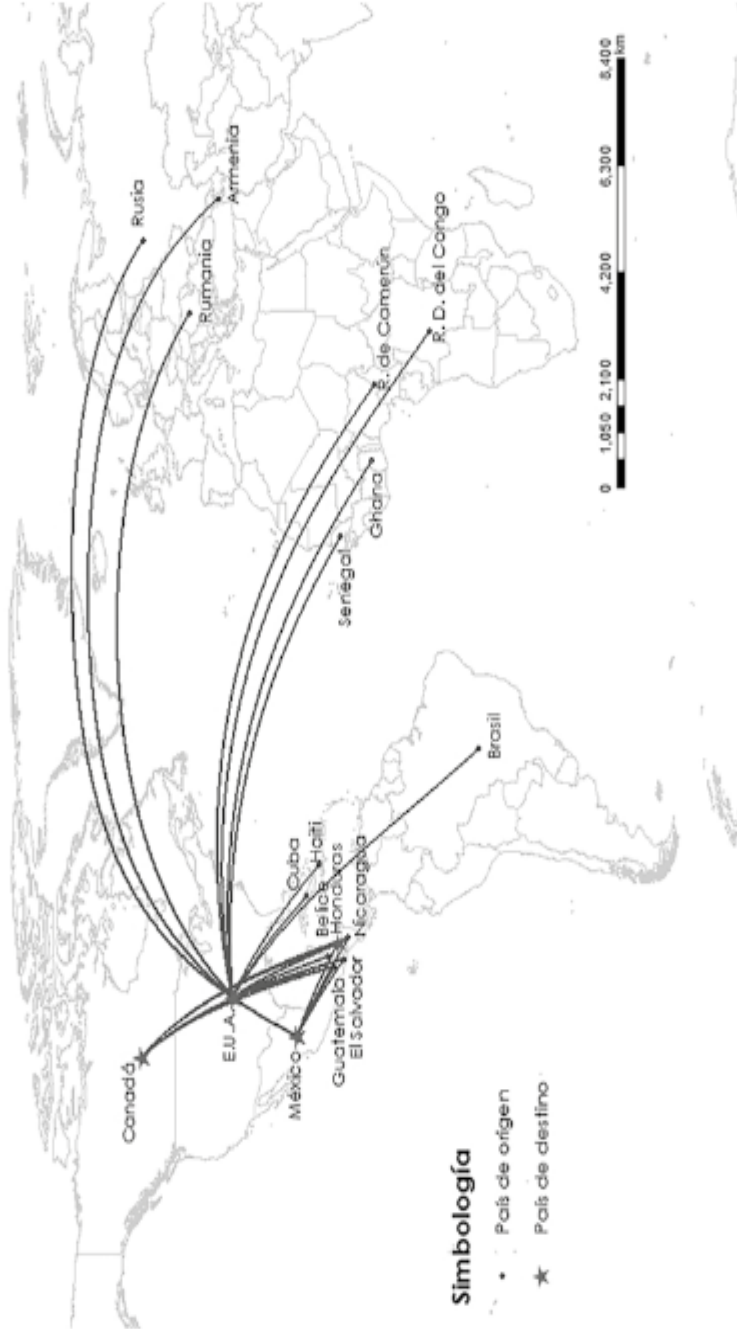 Canadá
E.U.A.
México
Guatemala
El Salvador
Cuba
Haití
Belice
Honduras
Nicaragua
Brasil
Rusia
Armenia
Rumania
Senegal
Ghana
R. de Camerún
R. D. del Congo
Simbología
País de origen
País de destino
0 1,050 2,100 4,200 6,300 8,400
km